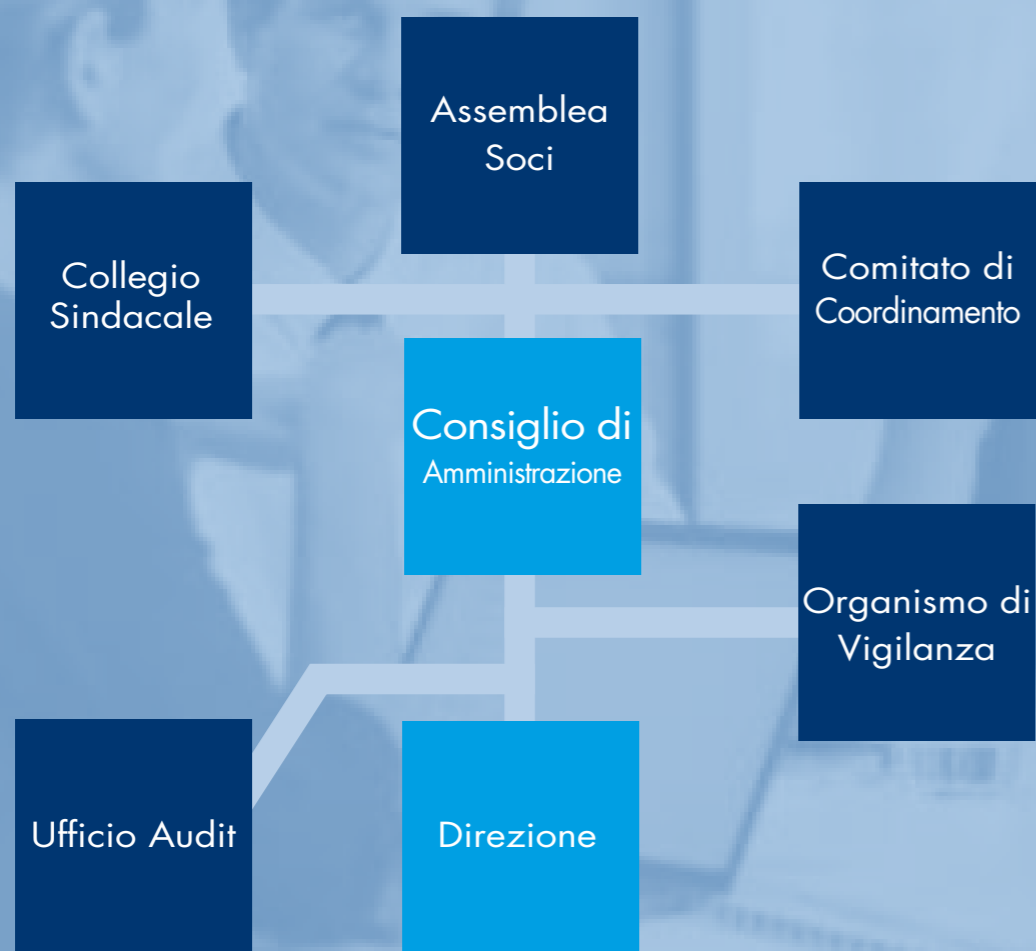 Assemblea
Soci
Collegio
Sindacale
Comitato di
Coordinamento
Consiglio di
Amministrazione
Organismo di
Vigilanza
Ufficio Audit
Direzione